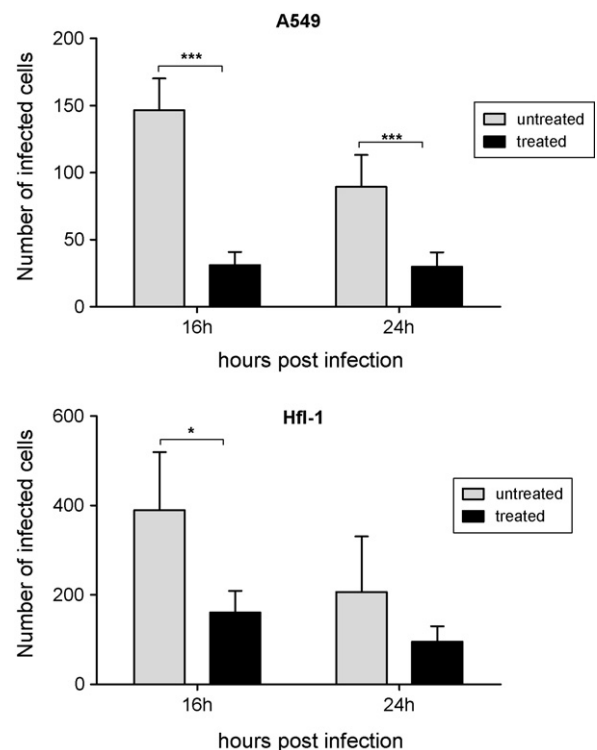 A549
200
150
100
50
0
Number of infected cells
***
***
untreated
treated
16h
24h
hours post infection
Hfl-1
600
400
200
0
Number of infected cells
*
untreated
treated
16h
24h
hours post infection